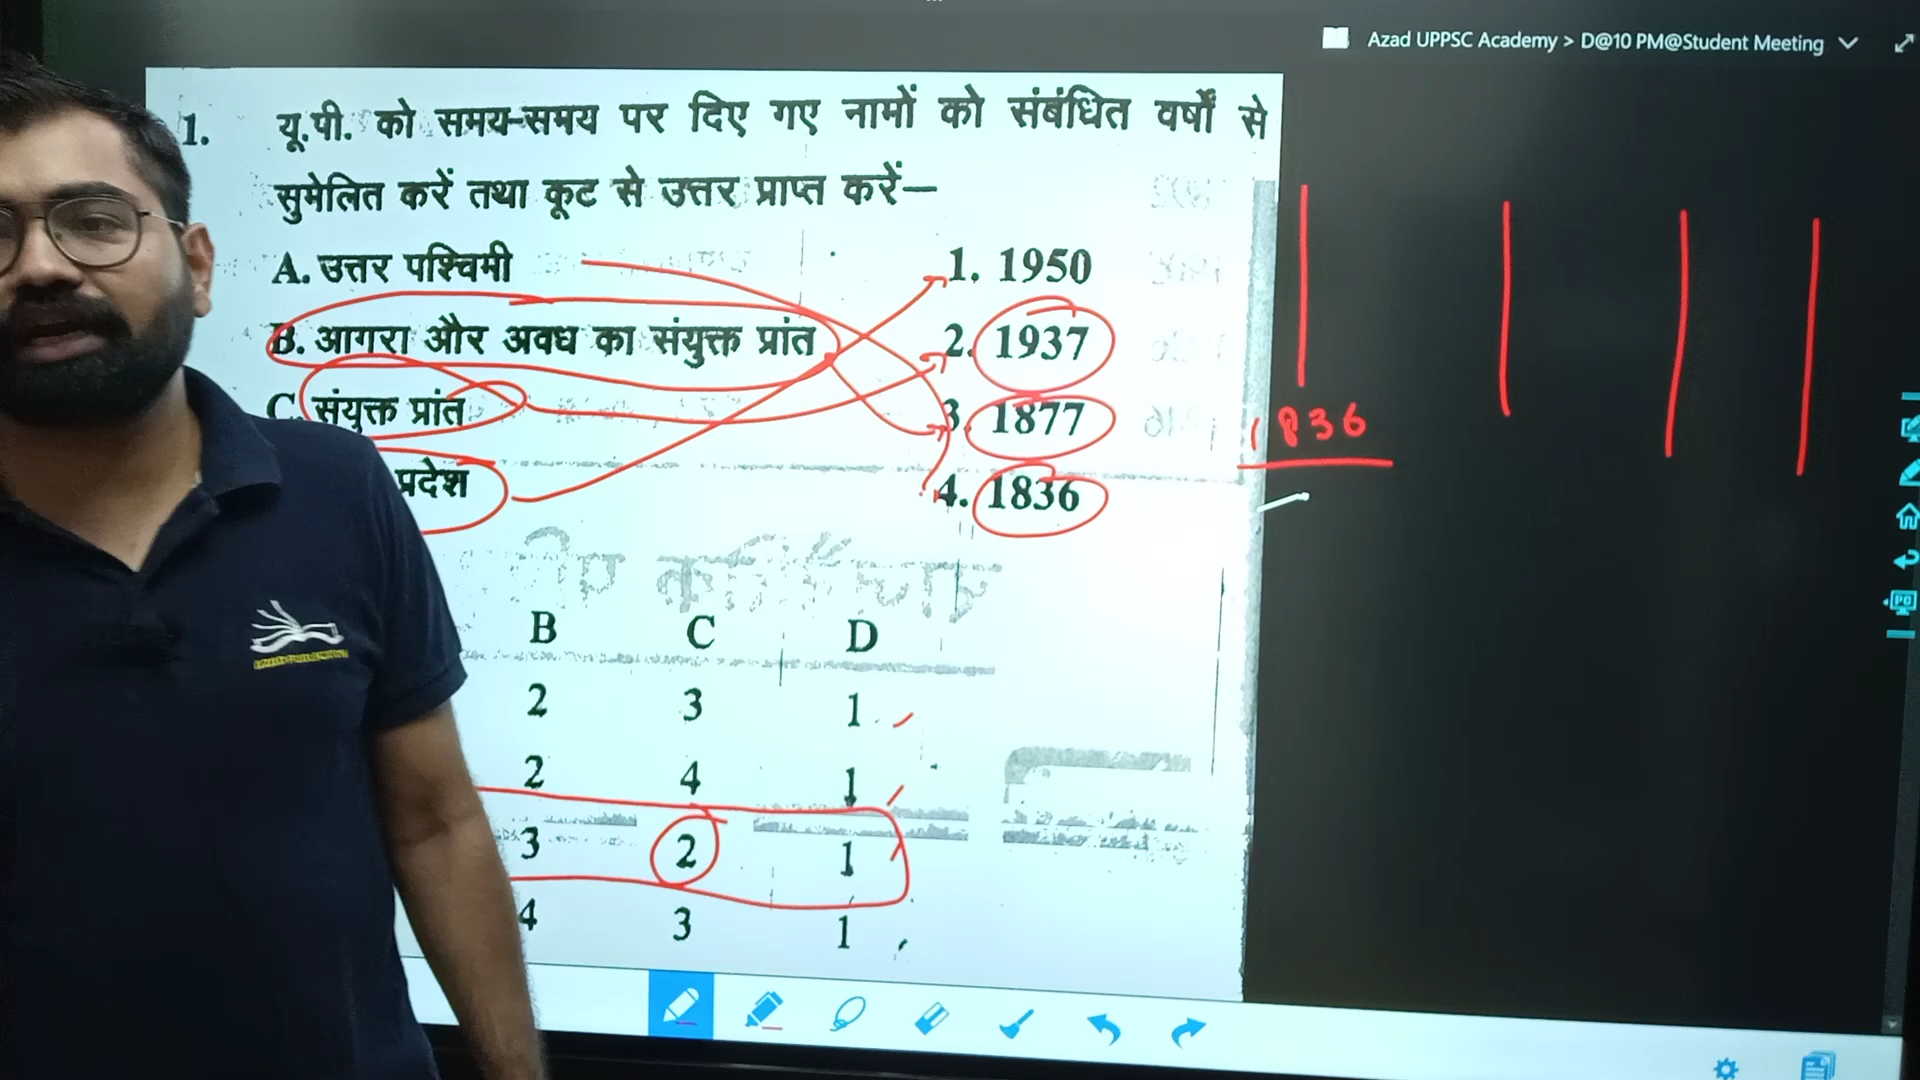 Azad UPPSC Academy > D@10 PM@Student Meeting
1. यू.पी. को समय-समय पर दिए गए नामों को संबंधित वर्षों से
सुमेलित करें तथा कूट से उत्तर प्राप्त करें—
A. उत्तर पश्चिमी 1. 1950
B. आगरा और अवध का संयुक्त प्रांत 2. 1937
C. संयुक्त प्रांत 3. 1877
प्रदेश 4. 1836
1836
B C D
2 3 1
2 4 1
3 2 1
4 3 1